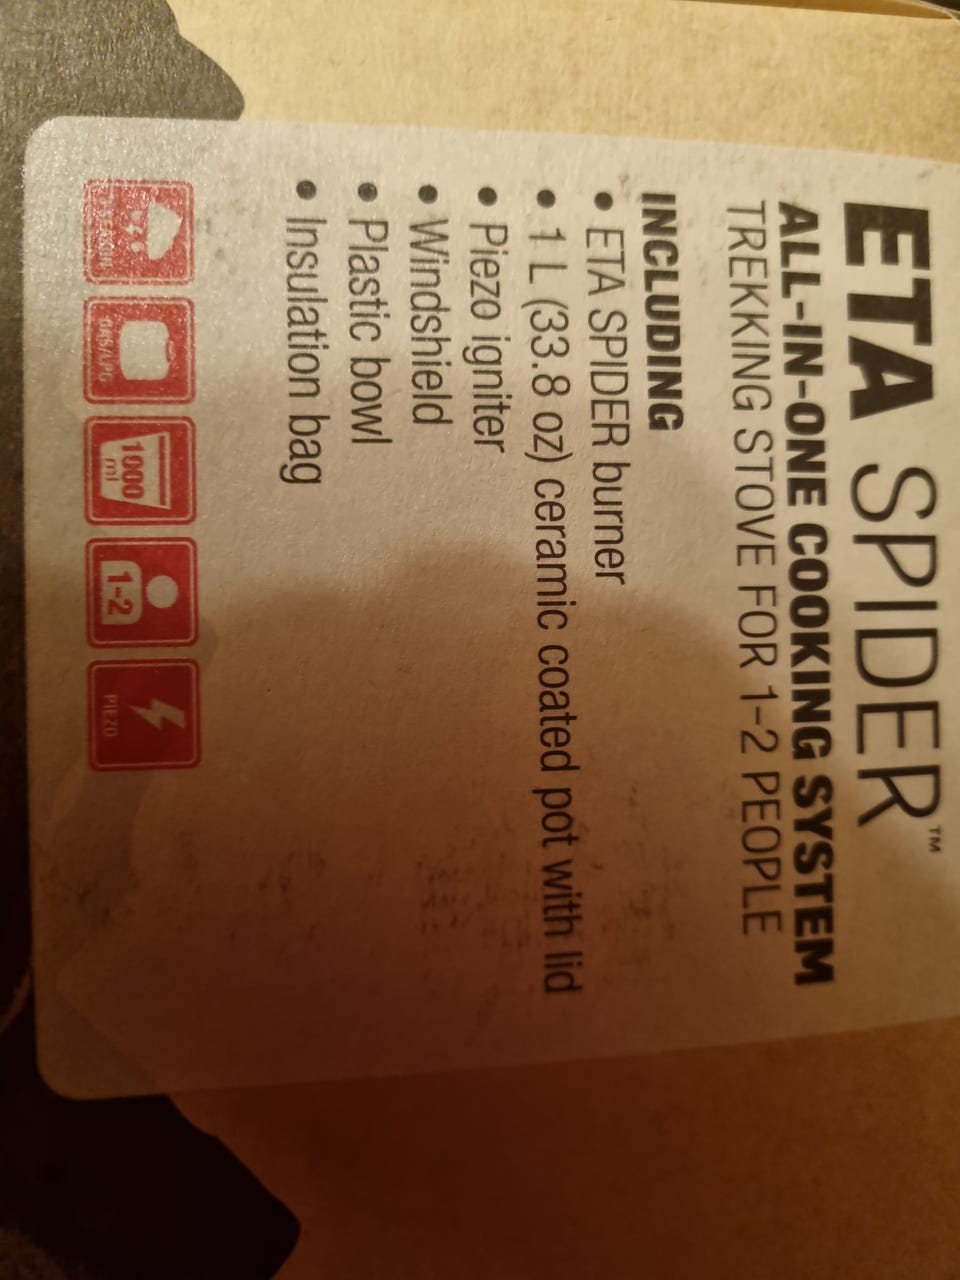 ETA SPIDER™
ALL-IN-ONE COOKING SYSTEM
TREKKING STOVE FOR 1-2 PEOPLE
INCLUDING
• ETA SPIDER burner
• 1 L (33.8 oz) ceramic coated pot with lid
• Piezo igniter
• Windshield
• Plastic bowl
• Insulation bag
GAS/LPG
1000
ml
1-2
PIEZO